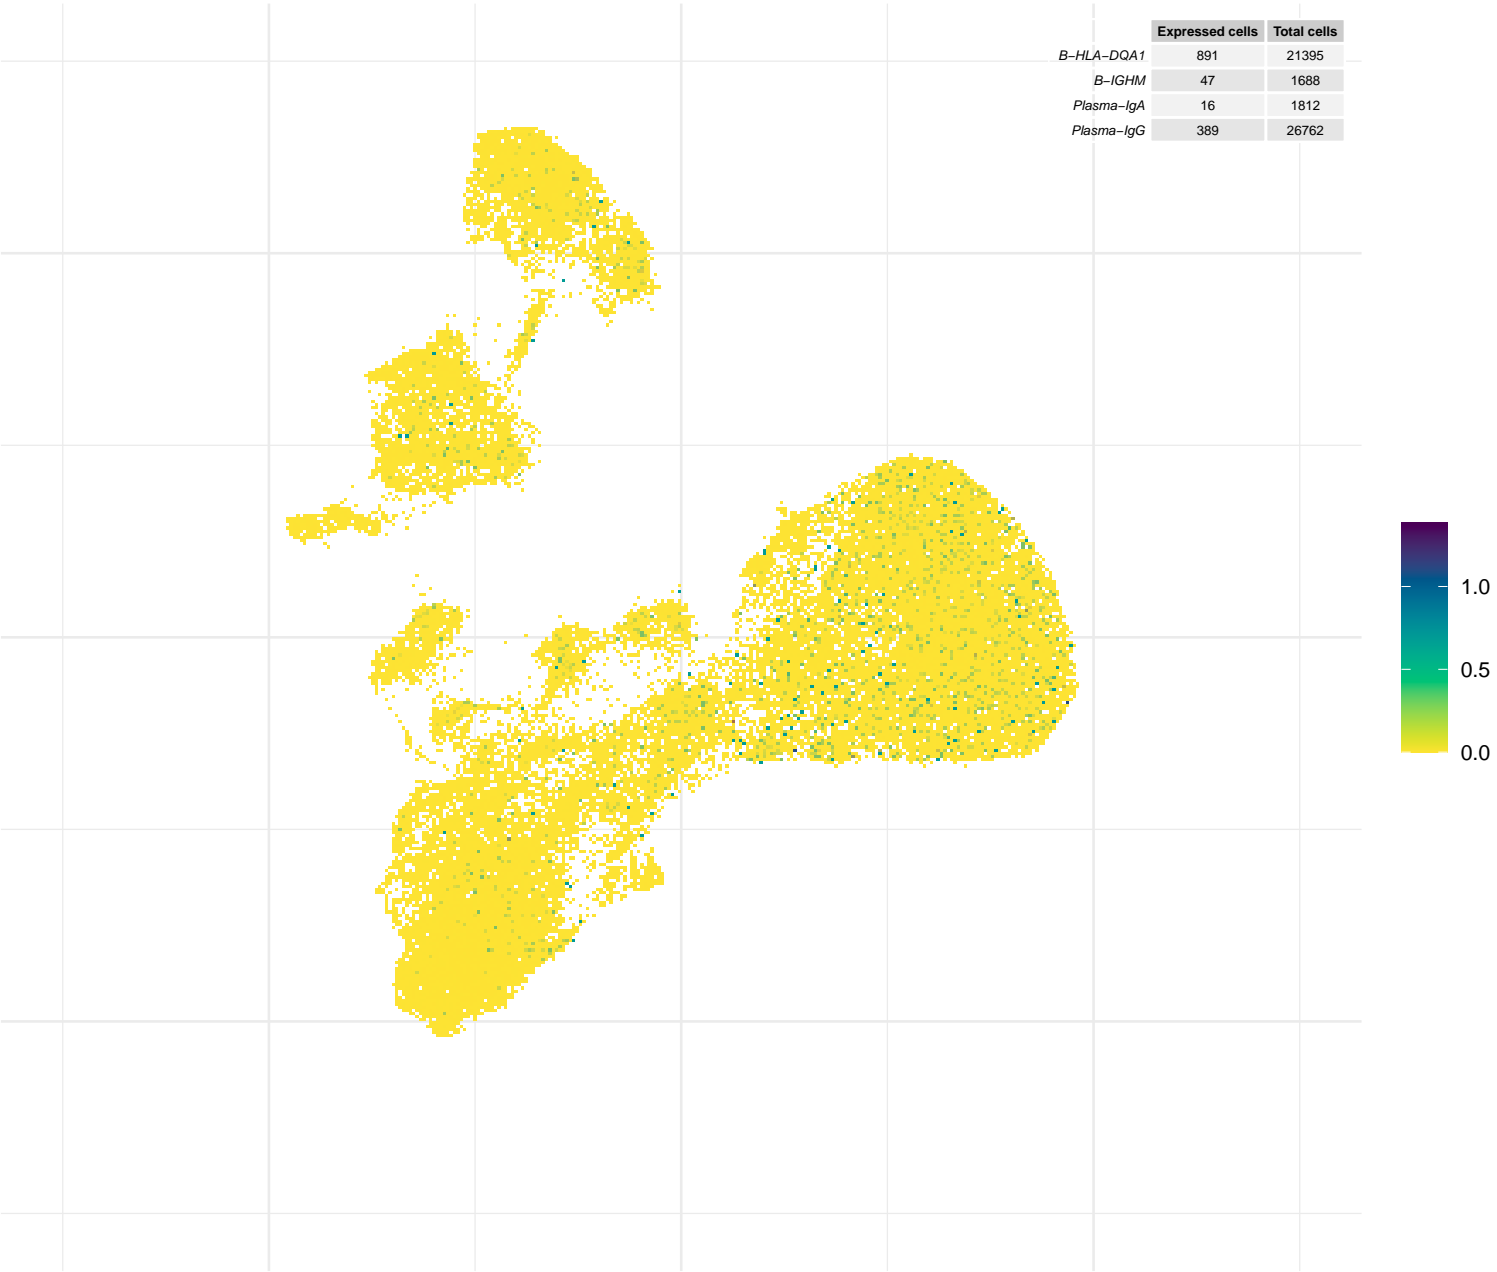 Expressed cells Total cells
B−HLA−DQA1 891 21395
B−IGHM 47 1688
Plasma−IgA 16 1812
Plasma−IgG 389 26762
1.0
0.5
0.0